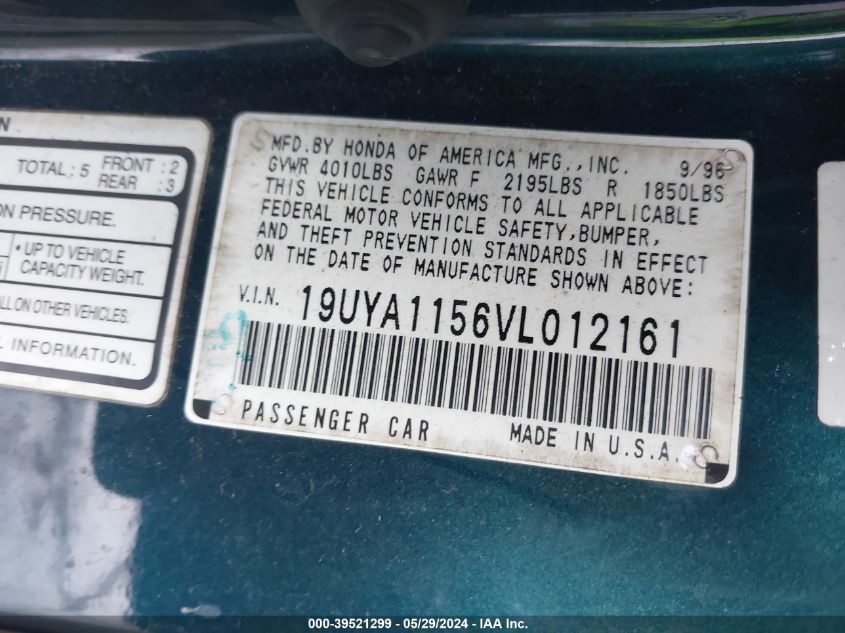 N
TOTAL: 5 FRONT : 2
REAR : 3
ON PRESSURE.
• UP TO VEHICLE
CAPACITY WEIGHT.
ALL ON OTHER VEHICLES.
INFORMATION.
MFD. BY HONDA OF AMERICA MFG., INC. 9/96
GVWR 4010LBS GAWR F 2195LBS R 1850LBS
THIS VEHICLE CONFORMS TO ALL APPLICABLE
FEDERAL MOTOR VEHICLE SAFETY, BUMPER,
AND THEFT PREVENTION STANDARDS IN EFFECT
ON THE DATE OF MANUFACTURE SHOWN ABOVE:
V.I.N. 19UYA1156VL012161
PASSENGER CAR MADE IN U.S.A.
000-39521299 - 05/29/2024 - IAA Inc.